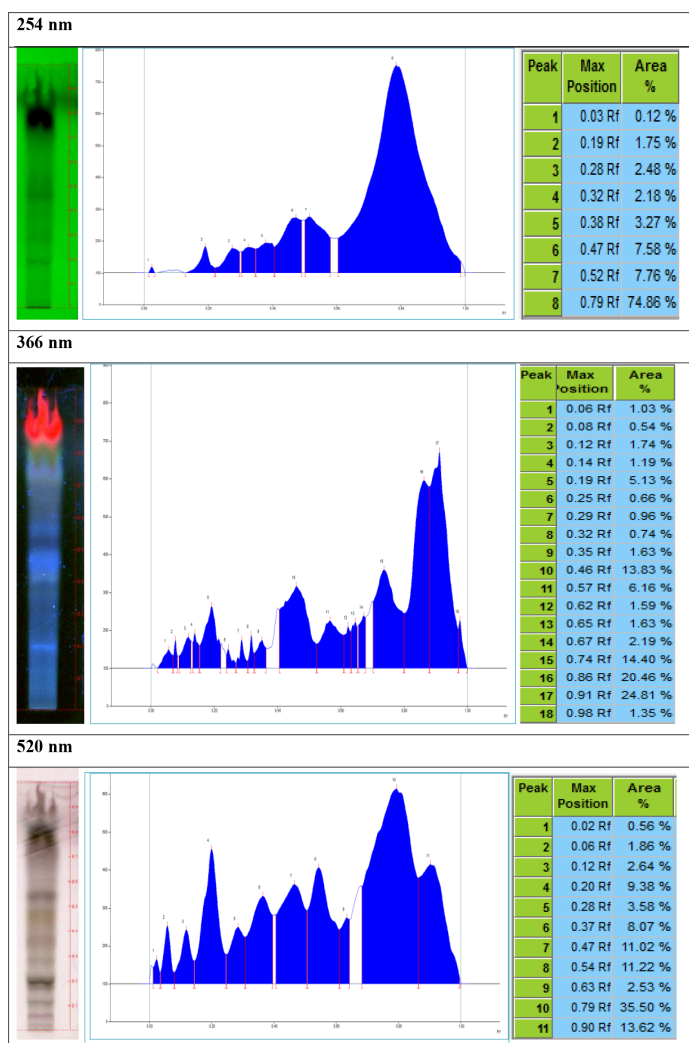 254 nm
Peak Max Position Area %
1 0.03 Rf 0.12 %
2 0.19 Rf 1.75 %
3 0.28 Rf 2.48 %
4 0.32 Rf 2.18 %
5 0.38 Rf 3.27 %
6 0.47 Rf 7.58 %
7 0.52 Rf 7.76 %
8 0.79 Rf 74.86 %
366 nm
Peak Max Position Area %
1 0.06 Rf 1.03 %
2 0.08 Rf 0.54 %
3 0.12 Rf 1.74 %
4 0.14 Rf 1.19 %
5 0.19 Rf 5.13 %
6 0.25 Rf 0.66 %
7 0.29 Rf 0.96 %
8 0.32 Rf 0.74 %
9 0.35 Rf 1.63 %
10 0.46 Rf 13.83 %
11 0.57 Rf 6.16 %
12 0.62 Rf 1.59 %
13 0.65 Rf 1.63 %
14 0.67 Rf 2.19 %
15 0.74 Rf 14.40 %
16 0.86 Rf 20.46 %
17 0.91 Rf 24.81 %
18 0.98 Rf 1.35 %
520 nm
Peak Max Position Area %
1 0.02 Rf 0.56 %
2 0.06 Rf 1.86 %
3 0.12 Rf 2.64 %
4 0.20 Rf 9.38 %
5 0.28 Rf 3.58 %
6 0.37 Rf 8.07 %
7 0.47 Rf 11.02 %
8 0.54 Rf 11.22 %
9 0.63 Rf 2.53 %
10 0.79 Rf 35.50 %
11 0.90 Rf 13.62 %